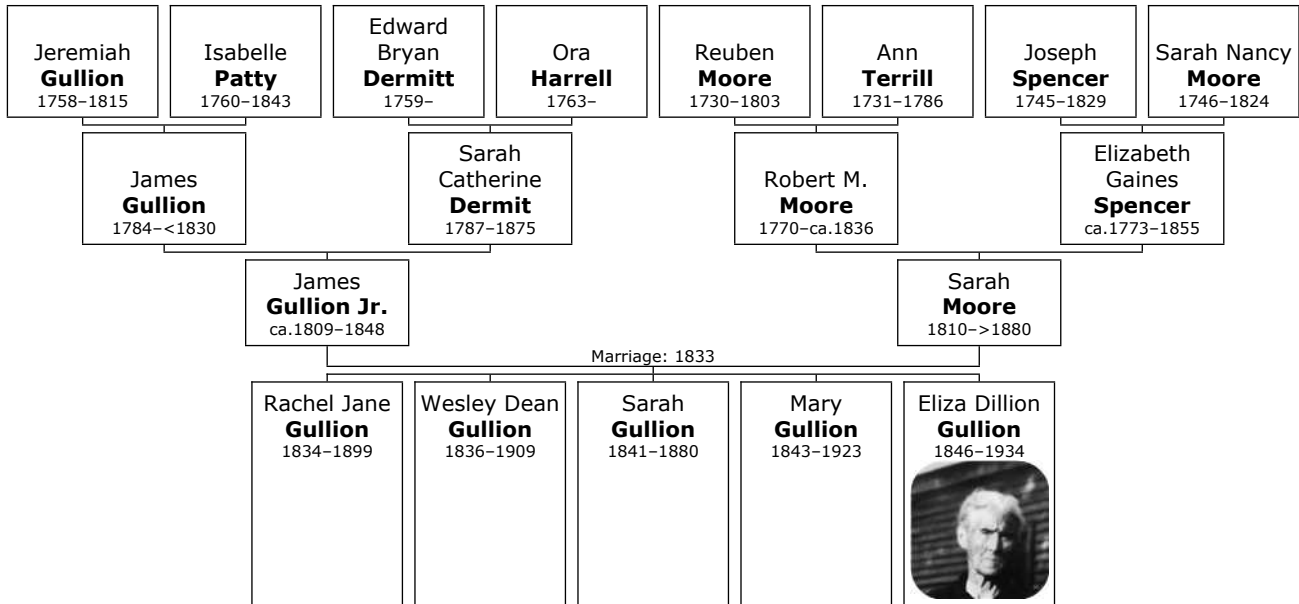 Jeremiah
Gullion
1758–1815
Isabelle
Patty
1760–1843
Edward
Bryan
Dermitt
1759–
Ora
Harrell
1763–
Reuben
Moore
1730–1803
Ann
Terrill
1731–1786
Joseph
Spencer
1745–1829
Sarah Nancy
Moore
1746–1824
James
Gullion
1784–<1830
Sarah
Catherine
Dermit
1787–1875
Robert M.
Moore
1770–ca.1836
Elizabeth
Gaines
Spencer
ca.1773–1855
James
Gullion Jr.
ca.1809–1848
Sarah
Moore
1810–>1880
Marriage: 1833
Rachel Jane
Gullion
1834–1899
Wesley Dean
Gullion
1836–1909
Sarah
Gullion
1841–1880
Mary
Gullion
1843–1923
Eliza Dillion
Gullion
1846–1934